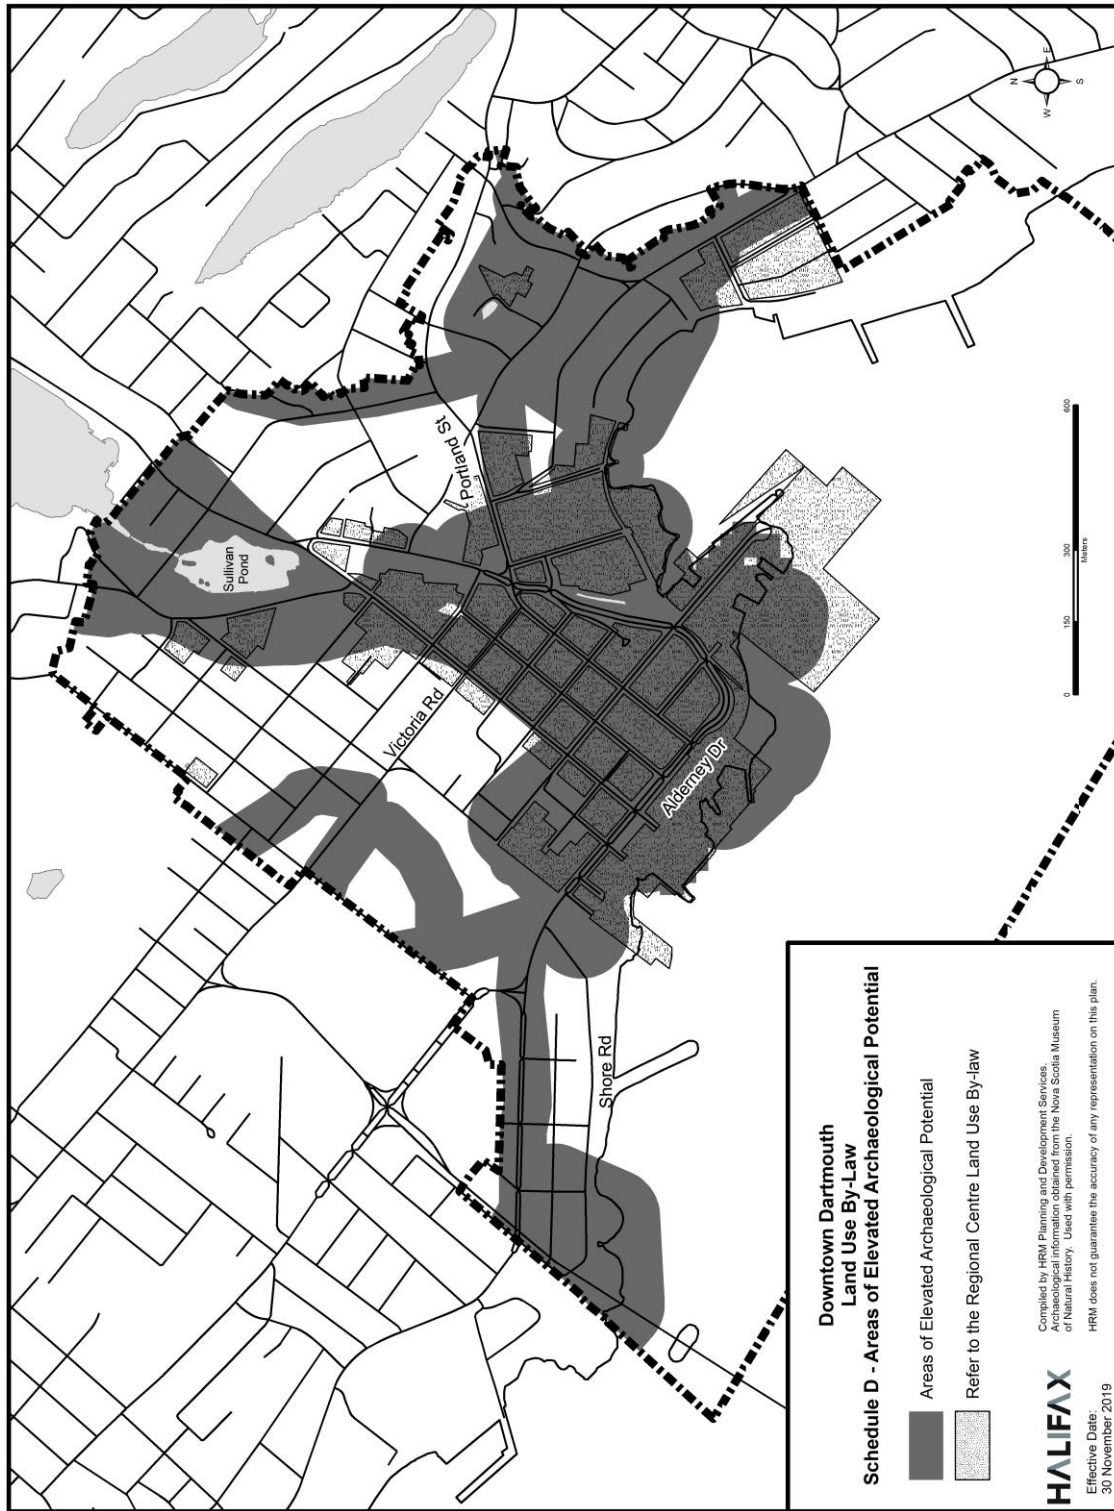 Sullivan
Pond
Portland St
Victoria Rd
Alderney Dr
Shore Rd
N
E
S
W
0
150
300
600
Meters
Downtown Dartmouth
Land Use By-Law
Schedule D - Areas of Elevated Archaeological Potential
Areas of Elevated Archaeological Potential
Refer to the Regional Centre Land Use By-law
HALIFAX
Effective Date:
30 November 2019
Compiled by HRM Planning and Development Services.
Archaeological information obtained from the Nova Scotia Museum
of Natural History. Used with permission.
HRM does not guarantee the accuracy of any representation on this plan.